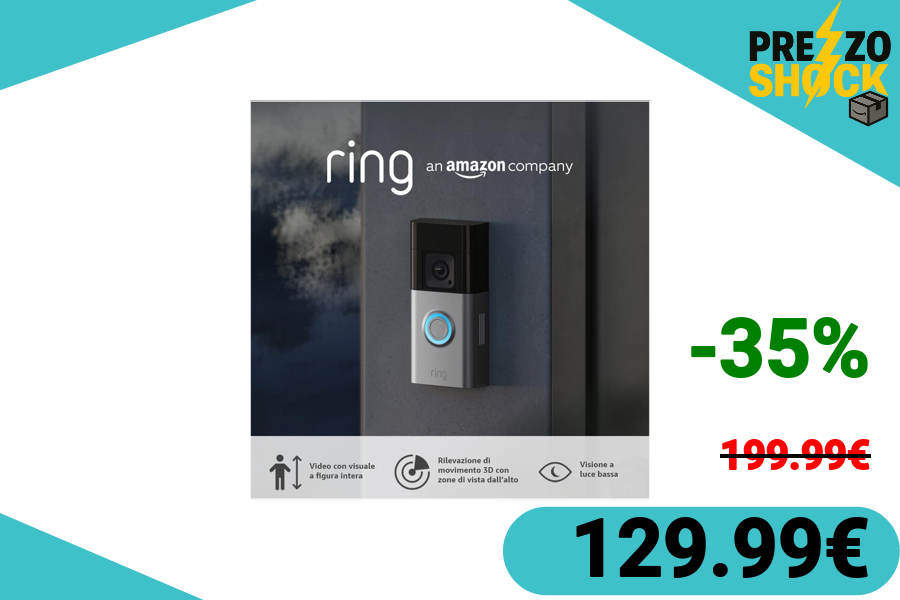 PREZZO
SHOCK
ring an amazon company
ring
Video con visuale
a figura intera
Rilevazione di
movimento 3D con
zone di vista dall'alto
Visione a
luce bassa
-35%
199.99€
129.99€